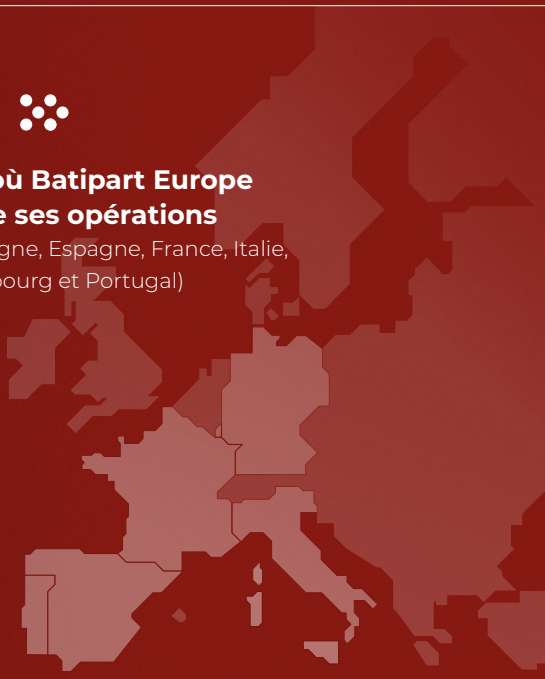 où Batipart Europe
e ses opérations
gne, Espagne, France, Italie,
bourg et Portugal)